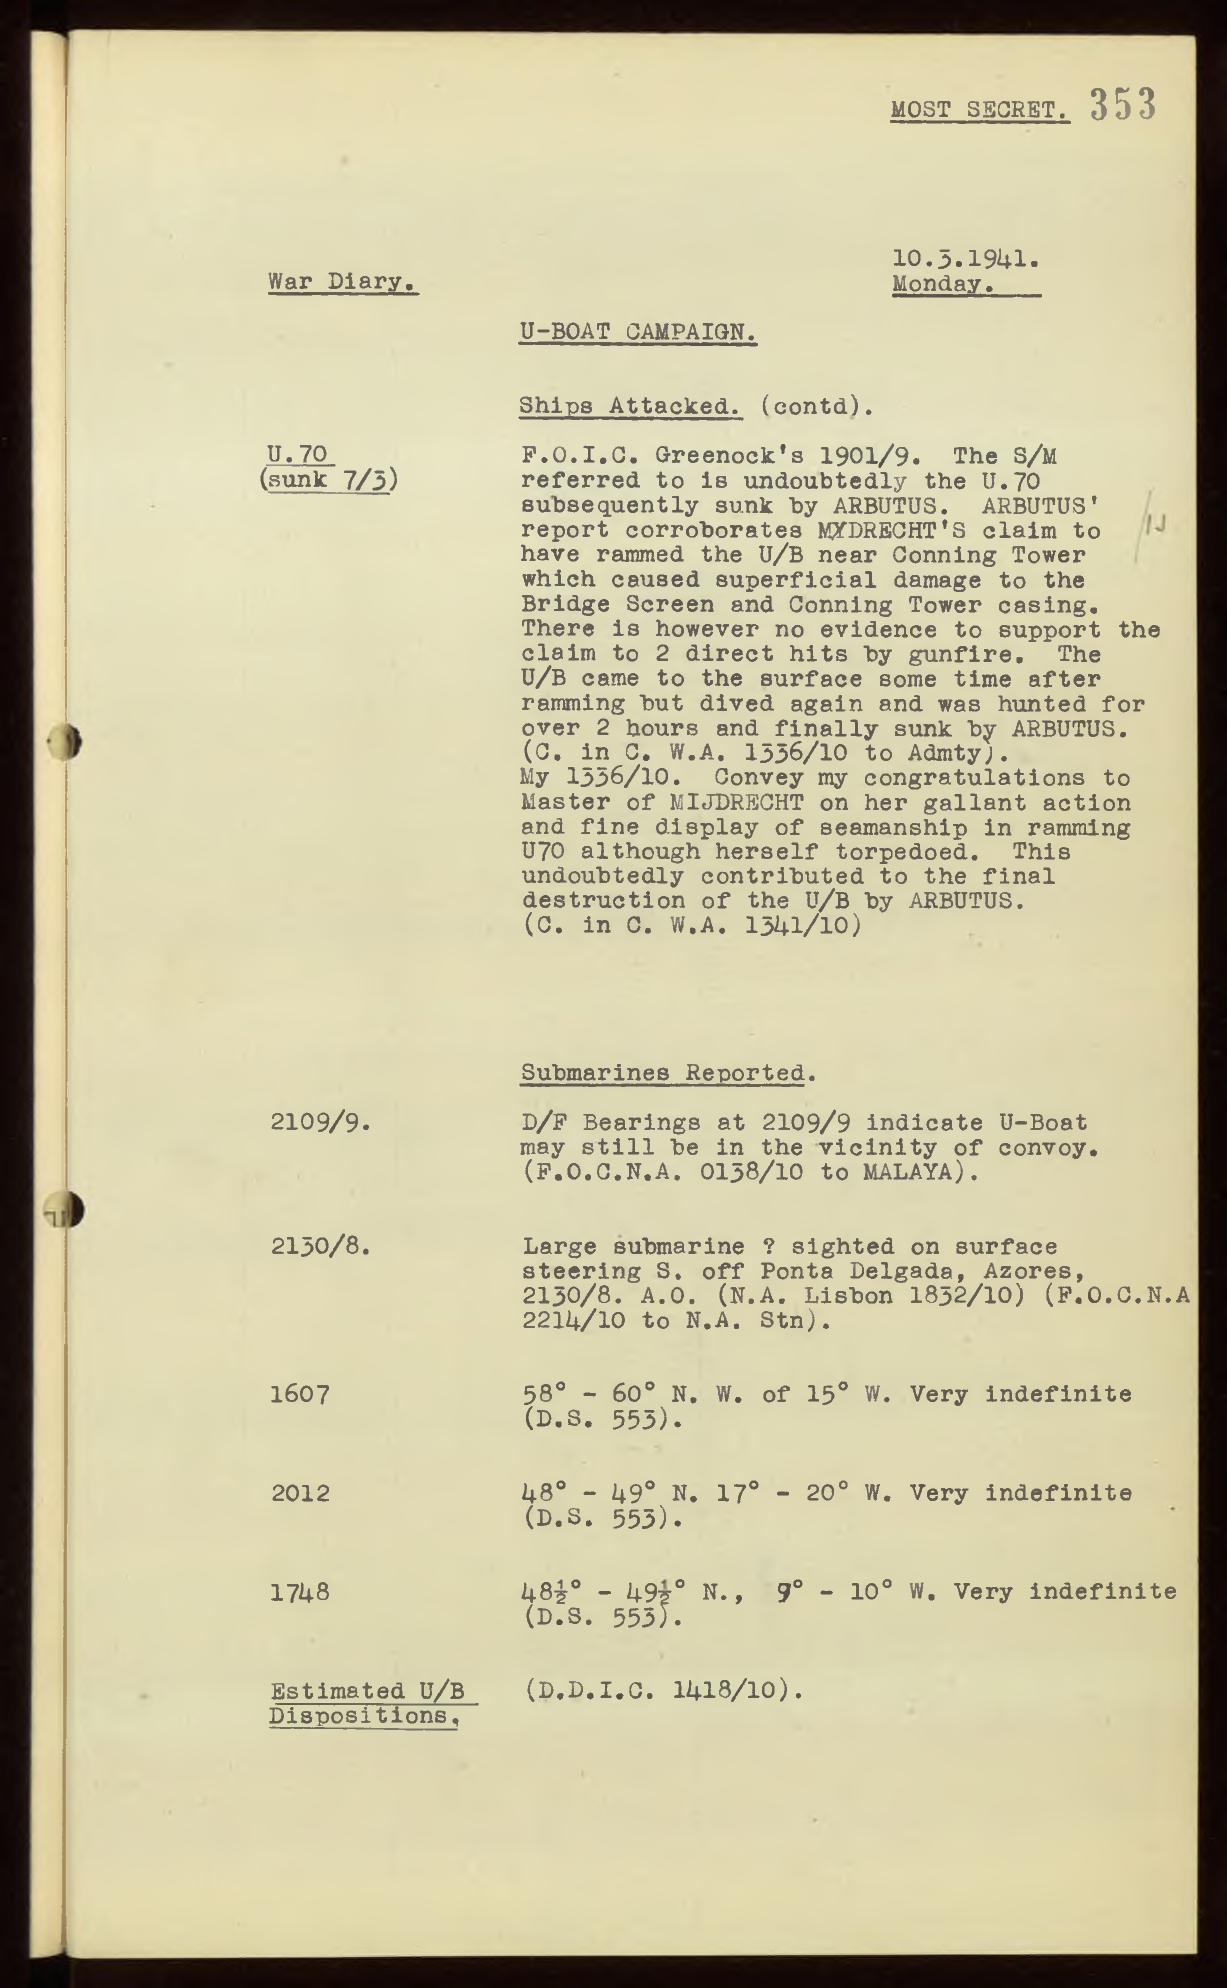 MOST SECRET. 353
10.3.1941.
War Diary. Monday.
U-BOAT CAMPAIGN.
Ships Attacked. (contd).
U.70
(sunk 7/3)
F.O.I.C. Greenock's 1901/9. The S/M
referred to is undoubtedly the U.70
subsequently sunk by ARBUTUS. ARBUTUS'
report corroborates MYDRECHT'S claim to /IJ
have rammed the U/B near Conning Tower
which caused superficial damage to the
Bridge Screen and Conning Tower casing.
There is however no evidence to support the
claim to 2 direct hits by gunfire. The
U/B came to the surface some time after
ramming but dived again and was hunted for
over 2 hours and finally sunk by ARBUTUS.
(C. in C. W.A. 1336/10 to Admty).
My 1336/10. Convey my congratulations to
Master of MIJDRECHT on her gallant action
and fine display of seamanship in ramming
U70 although herself torpedoed. This
undoubtedly contributed to the final
destruction of the U/B by ARBUTUS.
(C. in C. W.A. 1341/10)
Submarines Reported.
2109/9. D/F Bearings at 2109/9 indicate U-Boat
may still be in the vicinity of convoy.
(F.O.C.N.A. 0138/10 to MALAYA).
2130/8. Large submarine ? sighted on surface
steering S. off Ponta Delgada, Azores,
2130/8. A.O. (N.A. Lisbon 1832/10) (F.O.C.N.A
2214/10 to N.A. Stn).
1607 58° - 60° N. W. of 15° W. Very indefinite
(D.S. 553).
2012 48° - 49° N. 17° - 20° W. Very indefinite
(D.S. 553).
1748 48½° - 49½° N., 9° - 10° W. Very indefinite
(D.S. 553).
Estimated U/B (D.D.I.C. 1418/10).
Dispositions.